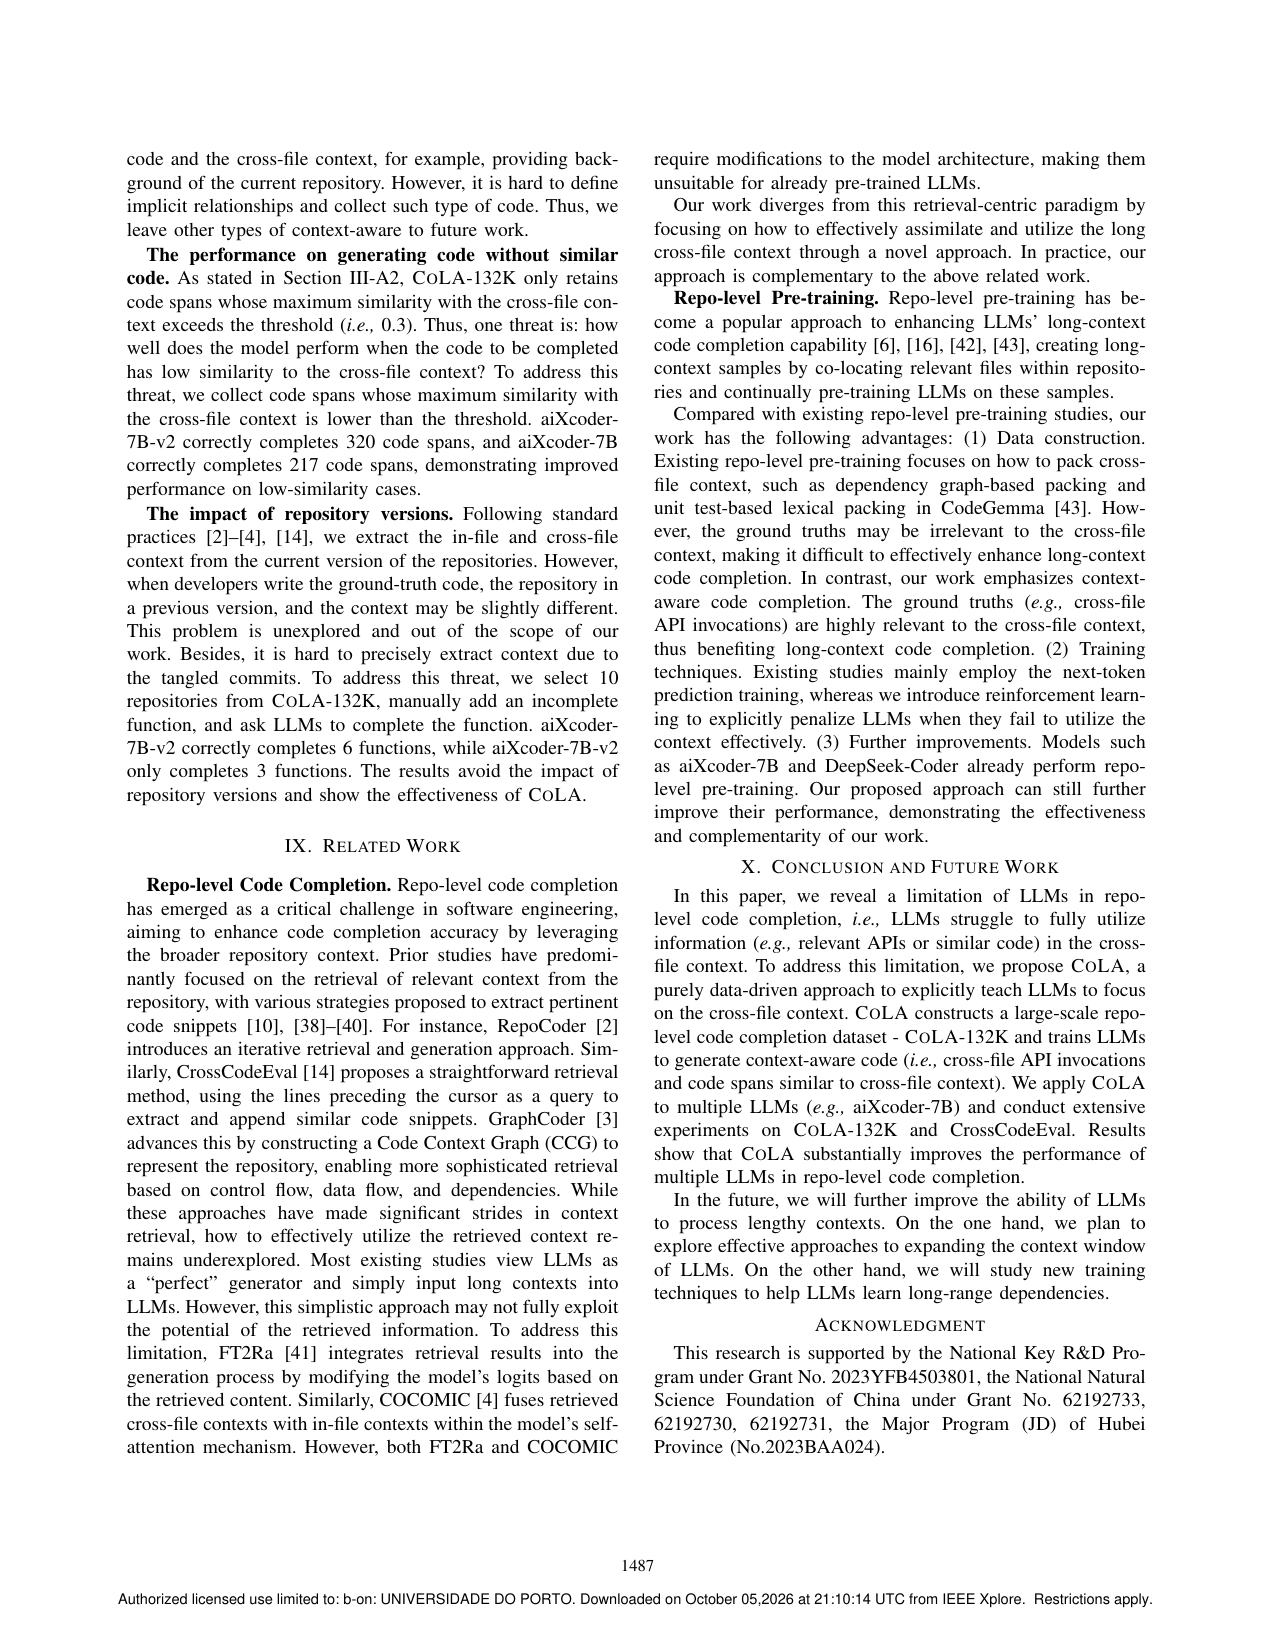 code and the cross-file context, for example, providing back-
ground of the current repository. However, it is hard to define
implicit relationships and collect such type of code. Thus, we
leave other types of context-aware to future work.
The performance on generating code without similar
code. As stated in Section III-A2, COLA-132K only retains
code spans whose maximum similarity with the cross-file con-
text exceeds the threshold (i.e., 0.3). Thus, one threat is: how
well does the model perform when the code to be completed
has low similarity to the cross-file context? To address this
threat, we collect code spans whose maximum similarity with
the cross-file context is lower than the threshold. aiXcoder-
7B-v2 correctly completes 320 code spans, and aiXcoder-7B
correctly completes 217 code spans, demonstrating improved
performance on low-similarity cases.
The impact of repository versions. Following standard
practices [2]–[4], [14], we extract the in-file and cross-file
context from the current version of the repositories. However,
when developers write the ground-truth code, the repository in
a previous version, and the context may be slightly different.
This problem is unexplored and out of the scope of our
work. Besides, it is hard to precisely extract context due to
the tangled commits. To address this threat, we select 10
repositories from COLA-132K, manually add an incomplete
function, and ask LLMs to complete the function. aiXcoder-
7B-v2 correctly completes 6 functions, while aiXcoder-7B-v2
only completes 3 functions. The results avoid the impact of
repository versions and show the effectiveness of COLA.
IX. RELATED WORK
Repo-level Code Completion. Repo-level code completion
has emerged as a critical challenge in software engineering,
aiming to enhance code completion accuracy by leveraging
the broader repository context. Prior studies have predomi-
nantly focused on the retrieval of relevant context from the
repository, with various strategies proposed to extract pertinent
code snippets [10], [38]–[40]. For instance, RepoCoder [2]
introduces an iterative retrieval and generation approach. Sim-
ilarly, CrossCodeEval [14] proposes a straightforward retrieval
method, using the lines preceding the cursor as a query to
extract and append similar code snippets. GraphCoder [3]
advances this by constructing a Code Context Graph (CCG) to
represent the repository, enabling more sophisticated retrieval
based on control flow, data flow, and dependencies. While
these approaches have made significant strides in context
retrieval, how to effectively utilize the retrieved context re-
mains underexplored. Most existing studies view LLMs as
a “perfect” generator and simply input long contexts into
LLMs. However, this simplistic approach may not fully exploit
the potential of the retrieved information. To address this
limitation, FT2Ra [41] integrates retrieval results into the
generation process by modifying the model’s logits based on
the retrieved content. Similarly, COCOMIC [4] fuses retrieved
cross-file contexts with in-file contexts within the model’s self-
attention mechanism. However, both FT2Ra and COCOMIC
require modifications to the model architecture, making them
unsuitable for already pre-trained LLMs.
Our work diverges from this retrieval-centric paradigm by
focusing on how to effectively assimilate and utilize the long
cross-file context through a novel approach. In practice, our
approach is complementary to the above related work.
Repo-level Pre-training. Repo-level pre-training has be-
come a popular approach to enhancing LLMs’ long-context
code completion capability [6], [16], [42], [43], creating long-
context samples by co-locating relevant files within reposito-
ries and continually pre-training LLMs on these samples.
Compared with existing repo-level pre-training studies, our
work has the following advantages: (1) Data construction.
Existing repo-level pre-training focuses on how to pack cross-
file context, such as dependency graph-based packing and
unit test-based lexical packing in CodeGemma [43]. How-
ever, the ground truths may be irrelevant to the cross-file
context, making it difficult to effectively enhance long-context
code completion. In contrast, our work emphasizes context-
aware code completion. The ground truths (e.g., cross-file
API invocations) are highly relevant to the cross-file context,
thus benefiting long-context code completion. (2) Training
techniques. Existing studies mainly employ the next-token
prediction training, whereas we introduce reinforcement learn-
ing to explicitly penalize LLMs when they fail to utilize the
context effectively. (3) Further improvements. Models such
as aiXcoder-7B and DeepSeek-Coder already perform repo-
level pre-training. Our proposed approach can still further
improve their performance, demonstrating the effectiveness
and complementarity of our work.
X. CONCLUSION AND FUTURE WORK
In this paper, we reveal a limitation of LLMs in repo-
level code completion, i.e., LLMs struggle to fully utilize
information (e.g., relevant APIs or similar code) in the cross-
file context. To address this limitation, we propose COLA, a
purely data-driven approach to explicitly teach LLMs to focus
on the cross-file context. COLA constructs a large-scale repo-
level code completion dataset - COLA-132K and trains LLMs
to generate context-aware code (i.e., cross-file API invocations
and code spans similar to cross-file context). We apply COLA
to multiple LLMs (e.g., aiXcoder-7B) and conduct extensive
experiments on COLA-132K and CrossCodeEval. Results
show that COLA substantially improves the performance of
multiple LLMs in repo-level code completion.
In the future, we will further improve the ability of LLMs
to process lengthy contexts. On the one hand, we plan to
explore effective approaches to expanding the context window
of LLMs. On the other hand, we will study new training
techniques to help LLMs learn long-range dependencies.
ACKNOWLEDGMENT
This research is supported by the National Key R&D Pro-
gram under Grant No. 2023YFB4503801, the National Natural
Science Foundation of China under Grant No. 62192733,
62192730, 62192731, the Major Program (JD) of Hubei
Province (No.2023BAA024).
1487
Authorized licensed use limited to: b-on: UNIVERSIDADE DO PORTO. Downloaded on October 05,2026 at 21:10:14 UTC from IEEE Xplore. Restrictions apply.